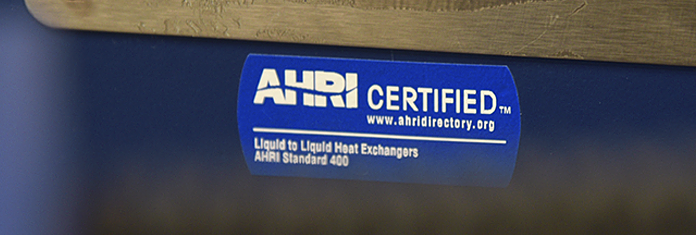 AHRI CERTIFIED™
www.ahridirectory.org
Liquid to Liquid Heat Exchangers
AHRI Standard 400